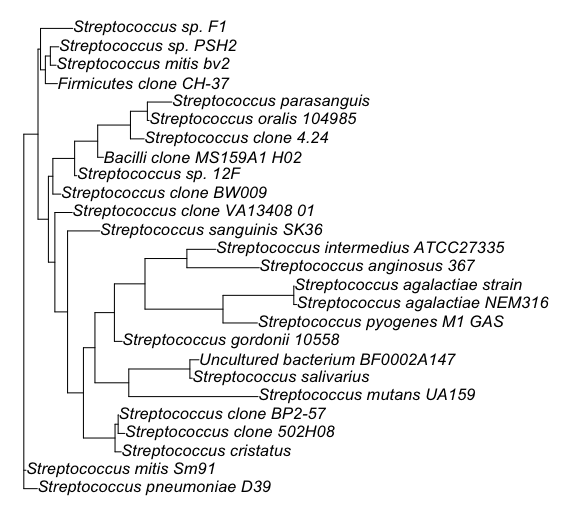 Streptococcus sp. F1
Streptococcus sp. PSH2
Streptococcus mitis bv2
Firmicutes clone CH-37
Streptococcus parasanguis
Streptococcus oralis 104985
Streptococcus clone 4.24
Bacilli clone MS159A1 H02
Streptococcus sp. 12F
Streptococcus clone BW009
Streptococcus clone VA13408 01
Streptococcus sanguinis SK36
Streptococcus intermedius ATCC27335
Streptococcus anginosus 367
Streptococcus agalactiae strain
Streptococcus agalactiae NEM316
Streptococcus pyogenes M1 GAS
Streptococcus gordonii 10558
Uncultured bacterium BF0002A147
Streptococcus salivarius
Streptococcus mutans UA159
Streptococcus clone BP2-57
Streptococcus clone 502H08
Streptococcus cristatus
Streptococcus mitis Sm91
Streptococcus pneumoniae D39